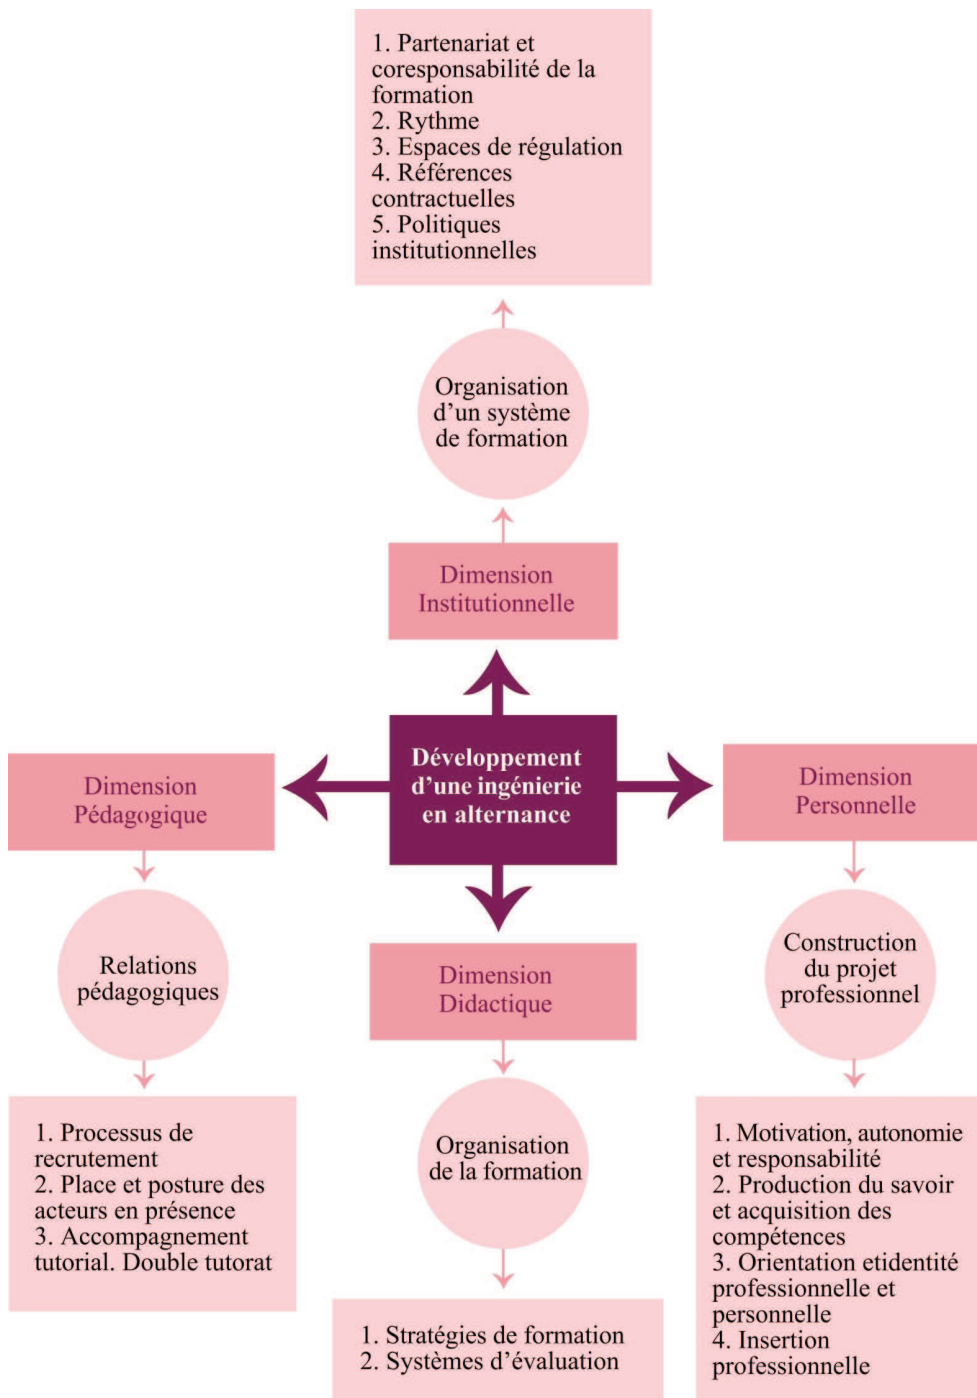 1. Partenariat et
coresponsabilité de la
formation
2. Rythme
3. Espaces de régulation
4. Références
contractuelles
5. Politiques
institutionnelles
Organisation
d’un système
de formation
Dimension
Institutionnelle
Développement
d’une ingénierie
en alternance
Dimension
Pédagogique
Relations
pédagogiques
1. Processus de
recrutement
2. Place et posture des
acteurs en présence
3. Accompagnement
tutorial. Double tutorat
Dimension
Didactique
Organisation
de la formation
1. Stratégies de formation
2. Systèmes d’évaluation
Dimension
Personnelle
Construction
du projet
professionnel
1. Motivation, autonomie
et responsabilité
2. Production du savoir
et acquisition des
compétences
3. Orientation etidentité
professionnelle et
personnelle
4. Insertion
professionnelle